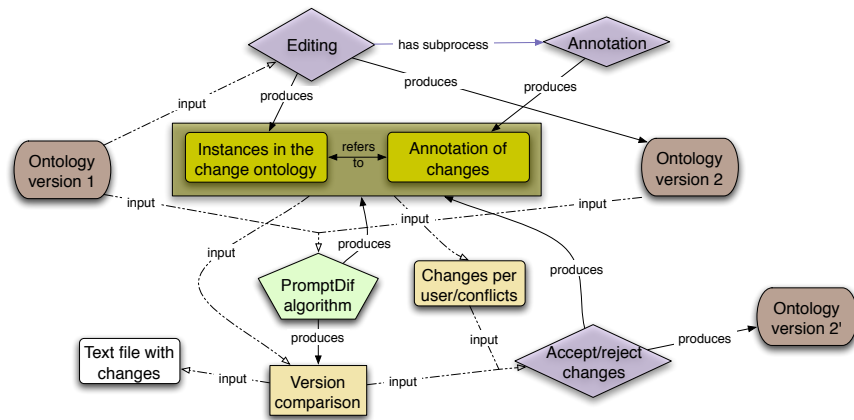 Editing
has subprocess
Annotation
input
produces
produces
produces
Ontology
version 1
Instances in the
change ontology
refers
to
Annotation of
changes
Ontology
version 2
input
input
input
input
produces
produces
PromptDif
algorithm
Changes per
user/conflicts
Ontology
version 2'
produces
input
produces
Text file with
changes
input
Version
comparison
input
Accept/reject
changes